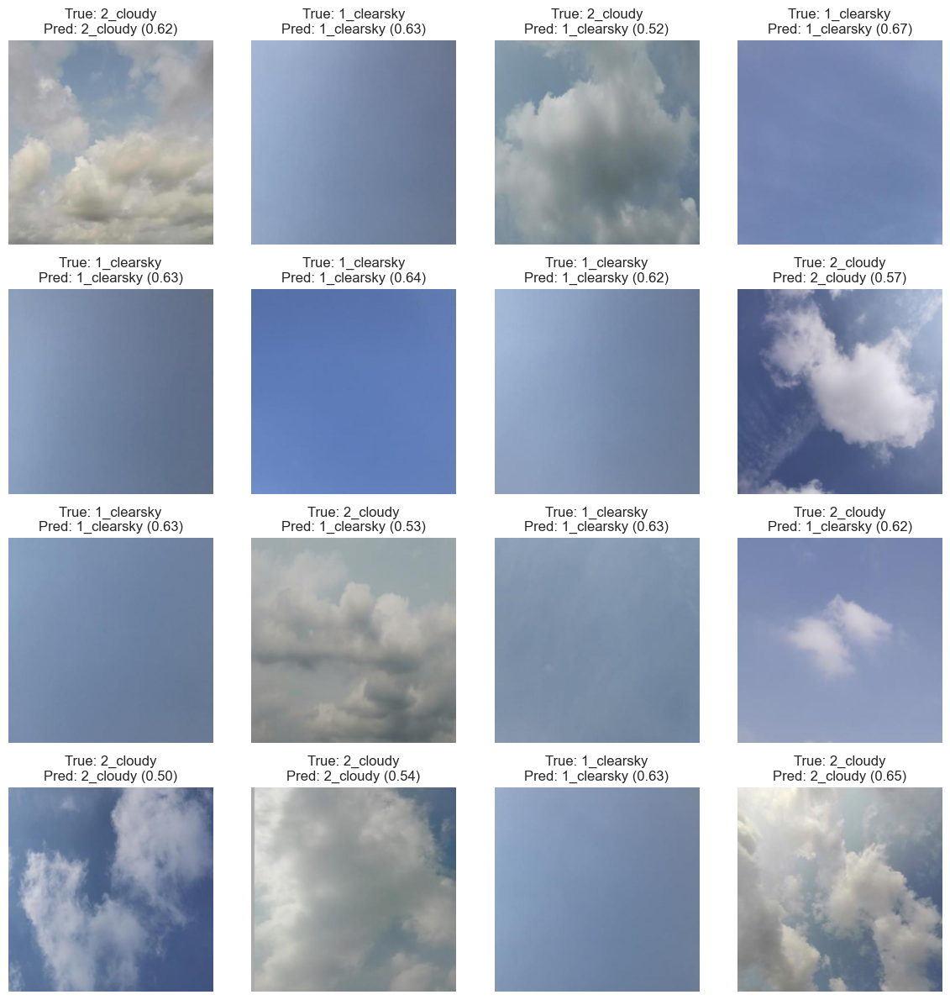 True: 2_cloudy
Pred: 2_cloudy (0.62)
True: 1_clearsky
Pred: 1_clearsky (0.63)
True: 2_cloudy
Pred: 1_clearsky (0.52)
True: 1_clearsky
Pred: 1_clearsky (0.67)
True: 1_clearsky
Pred: 1_clearsky (0.63)
True: 1_clearsky
Pred: 1_clearsky (0.64)
True: 1_clearsky
Pred: 1_clearsky (0.62)
True: 2_cloudy
Pred: 2_cloudy (0.57)
True: 1_clearsky
Pred: 1_clearsky (0.63)
True: 2_cloudy
Pred: 1_clearsky (0.53)
True: 1_clearsky
Pred: 1_clearsky (0.63)
True: 2_cloudy
Pred: 1_clearsky (0.62)
True: 2_cloudy
Pred: 2_cloudy (0.50)
True: 2_cloudy
Pred: 2_cloudy (0.54)
True: 1_clearsky
Pred: 1_clearsky (0.63)
True: 2_cloudy
Pred: 2_cloudy (0.65)